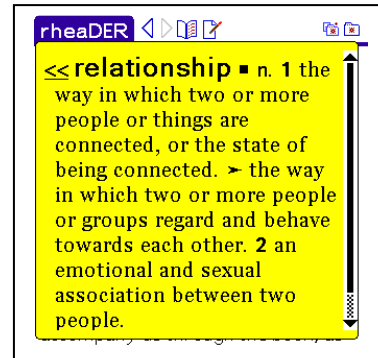 rheaDER
<< relationship ▪ n. 1 the
way in which two or more
people or things are
connected, or the state of
being connected. ➤ the way
in which two or more people
or groups regard and behave
towards each other. 2 an
emotional and sexual
association between two
people.